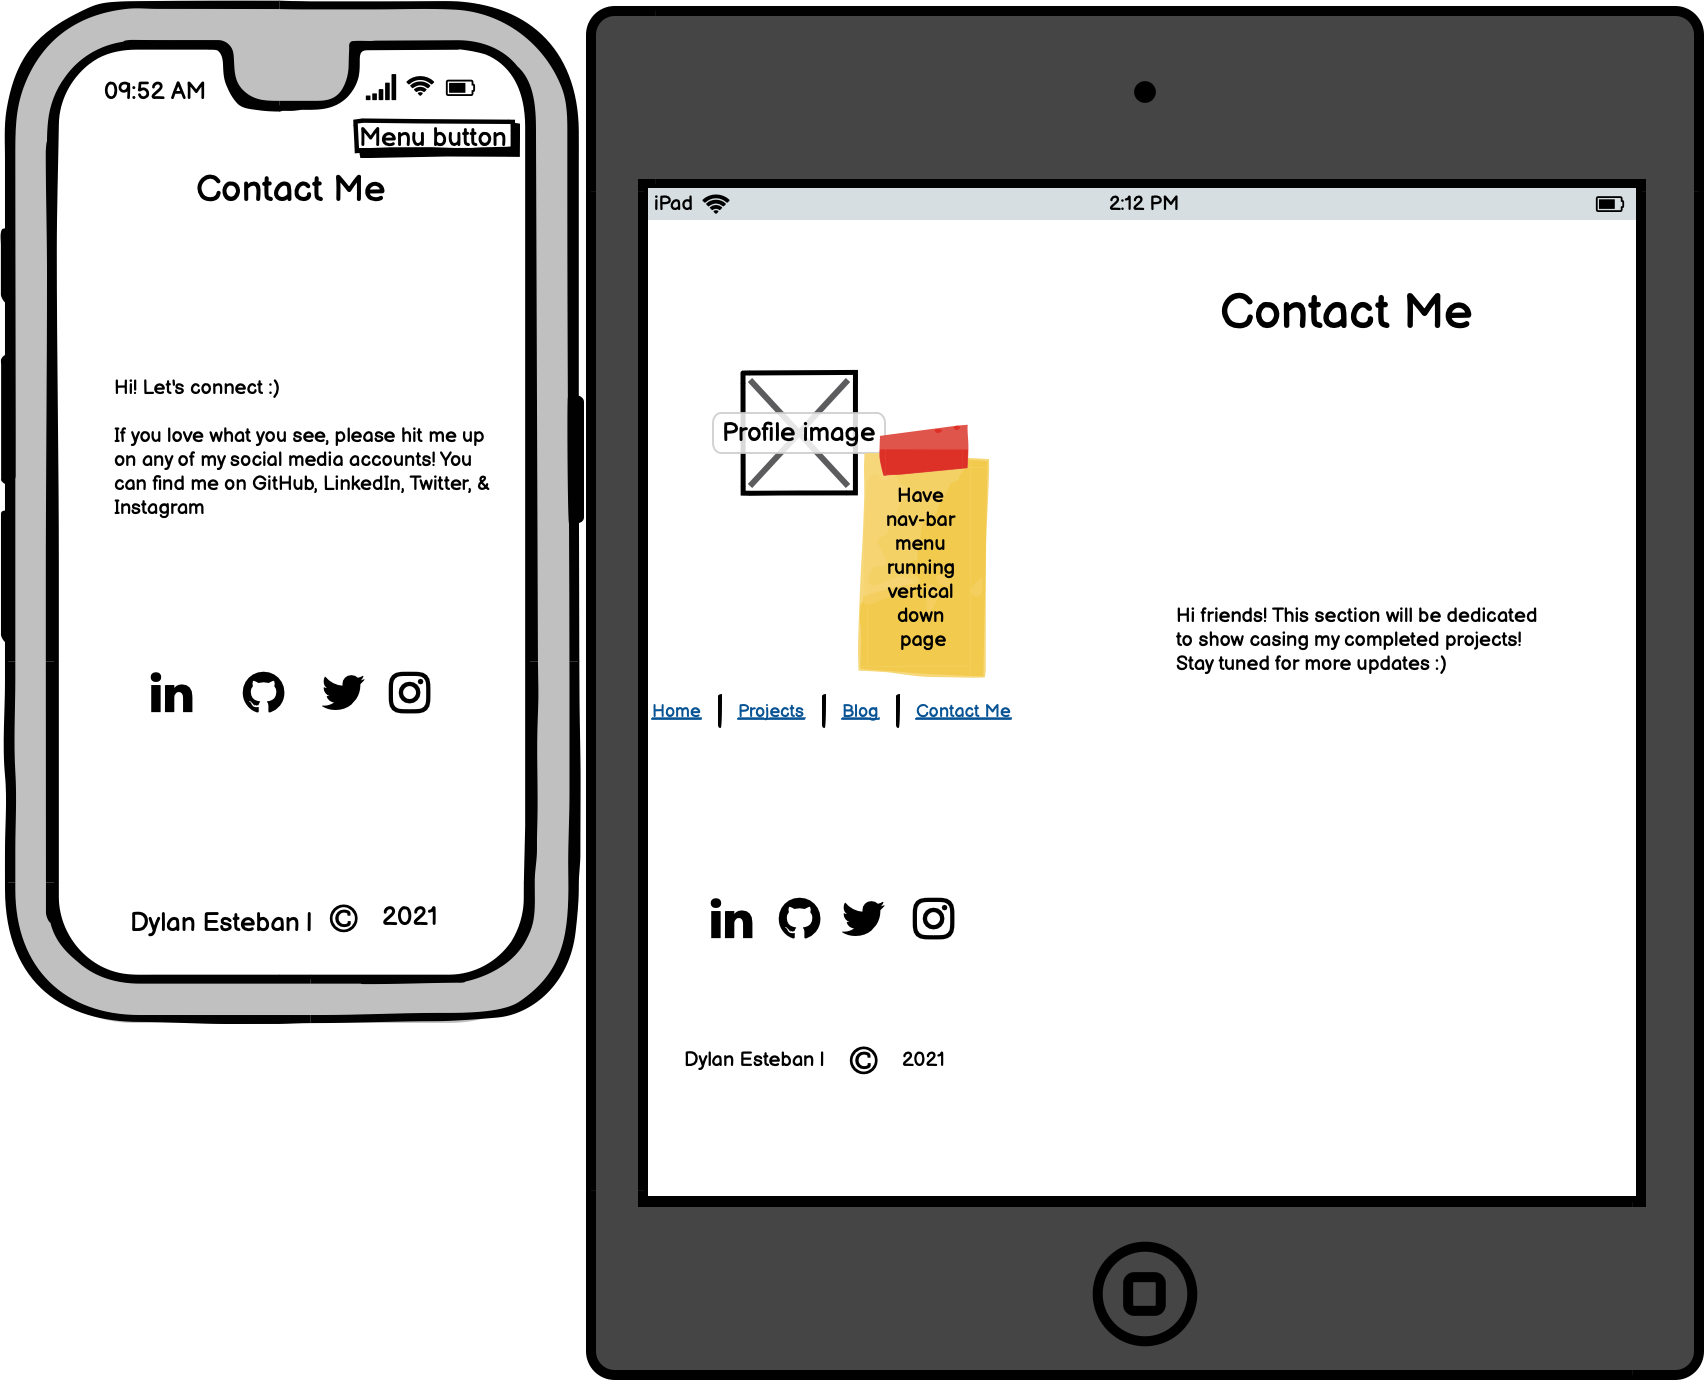 09:52 AM
Menu button
Contact Me
Hi! Let's connect :)
If you love what you see, please hit me up
on any of my social media accounts! You
can find me on GitHub, LinkedIn, Twitter, &
Instagram
in
Dylan Esteban | © 2021
iPad
2:12 PM
Contact Me
Profile image
Have
nav-bar
menu
running
vertical
down
page
Home | Projects | Blog | Contact Me
in
Dylan Esteban | © 2021
Hi friends! This section will be dedicated
to show casing my completed projects!
Stay tuned for more updates :)